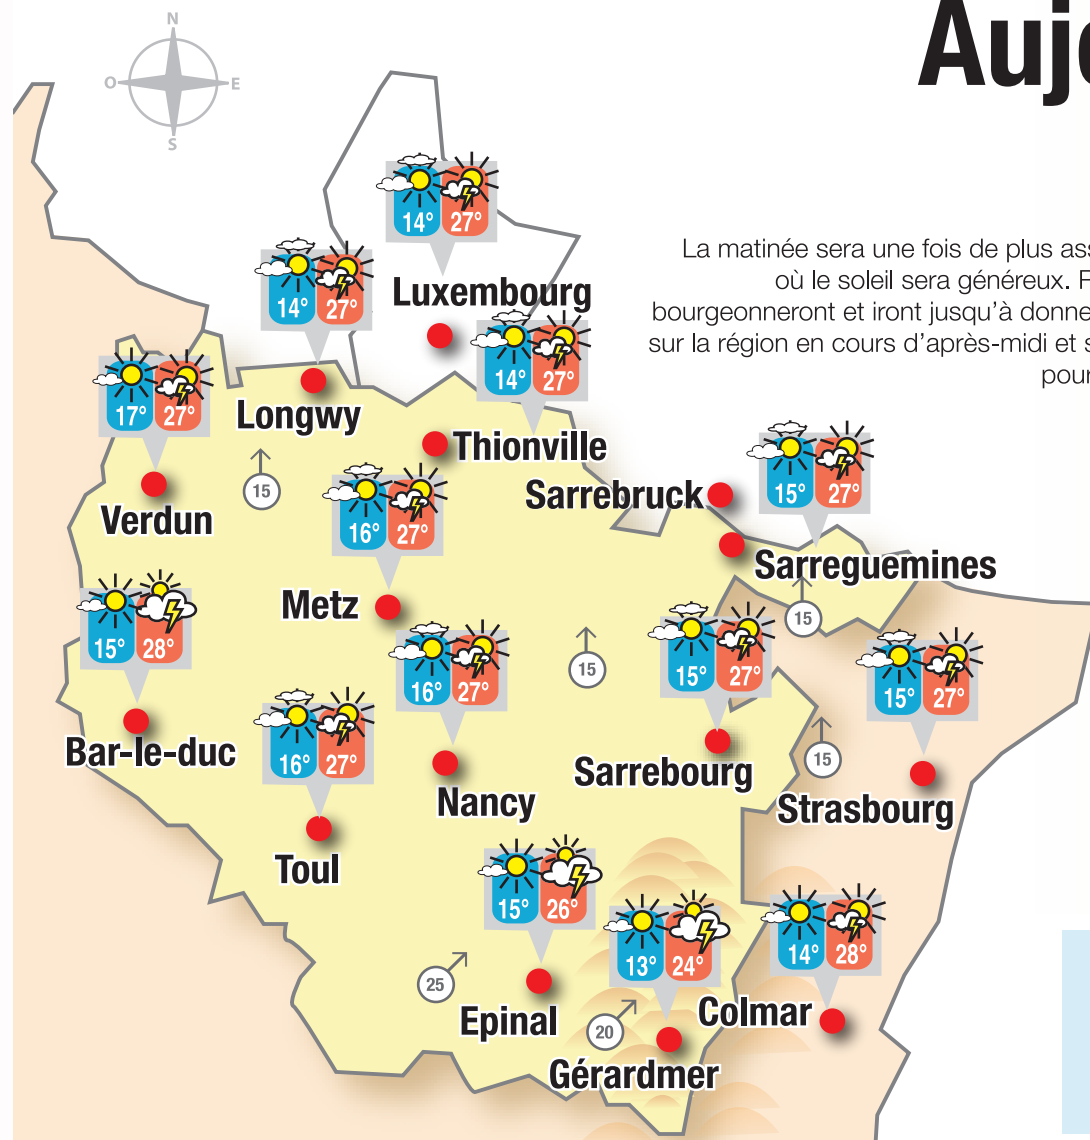 Aujo
N
O
E
S
La matinée sera une fois de plus ass
où le soleil sera généreux.
bourgeonneront et iront jusqu'à donne
sur la région en cours d'après-midi et s
pour
14° 27°
Luxembourg
14° 27°
Longwy
14° 27°
Thionville
17° 27°
Verdun
15
15° 27°
Sarrebruck
Sarreguemines
15
16° 27°
Metz
15° 28°
Bar-le-duc
16° 27°
Nancy
15
15° 27°
Sarrebourg
15° 27°
Strasbourg
15
16° 27°
Toul
15° 26°
Epinal
25
13° 24°
Gérardmer
20
14° 28°
Colmar